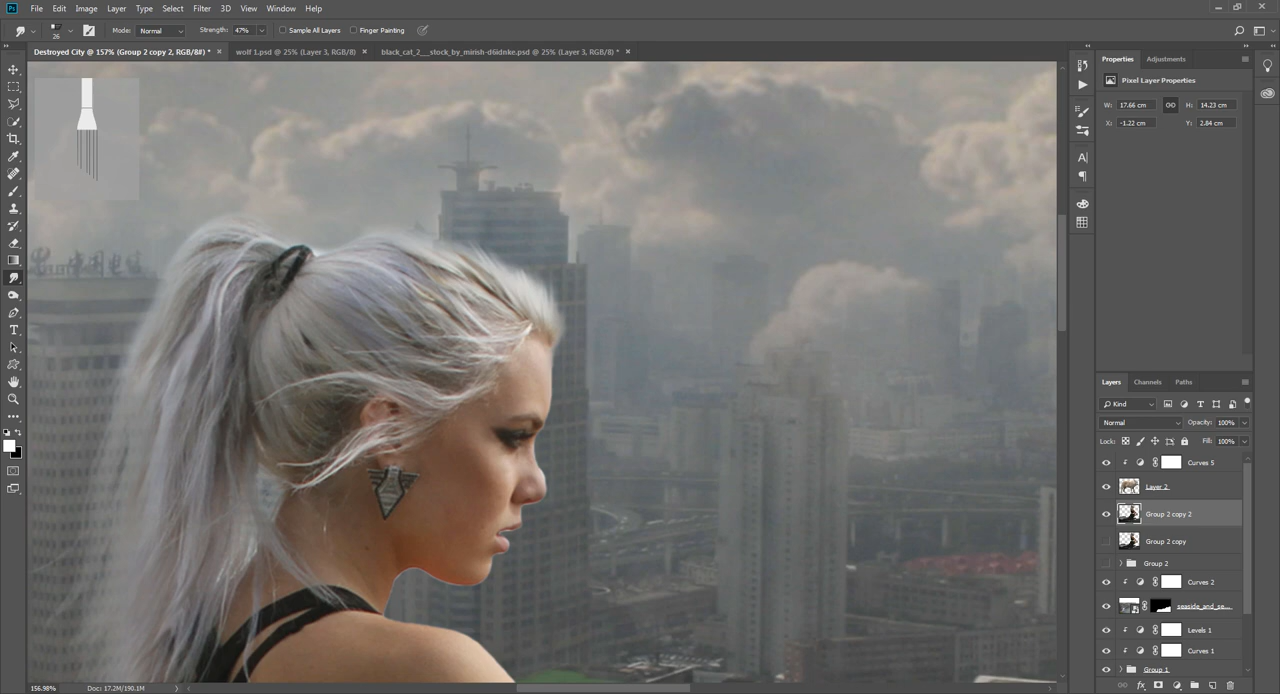 Ps File Edit Image Layer Type Select Filter 3D View Window Help
26 Mode: Normal Strength: 47% Sample All Layers Finger Painting
Destroyed City @ 157% (Group 2 copy 2, RGB/8#) * × wolf 1.psd @ 25% (Layer 3, RGB/8) × black_cat_2__stock_by_mirish-d6idnke.psd @ 25% (Layer 3, RGB/8) * ×
Properties Adjustments
Pixel Layer Properties
W: 17.66 cm H: 14.23 cm
X: -1.22 cm Y: 2.84 cm
Layers Channels Paths
Kind
Normal Opacity: 100%
Lock: Fill: 100%
Curves 5
Layer 2
Group 2 copy 2
Group 2 copy
Group 2
Curves 2
seaside_and_se...
Levels 1
Curves 1
Group 1
156.98% Doc: 17.2M/190.1M